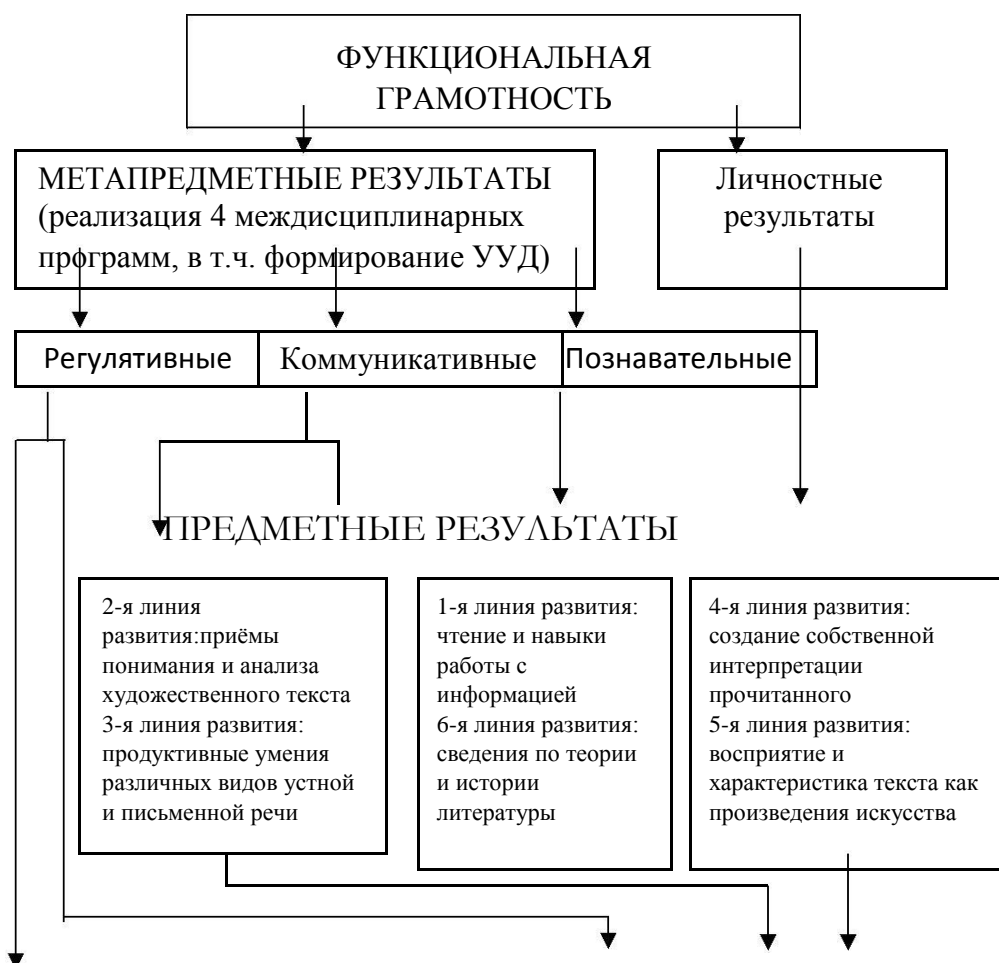 ФУНКЦИОНАЛЬНАЯ
ГРАМОТНОСТЬ
МЕТАПРЕДМЕТНЫЕ РЕЗУЛЬТАТЫ
(реализация 4 междисциплинарных
программ, в т.ч. формирование УУД)
Личностные
результаты
Регулятивные
Коммуникативные
Познавательные
ПРЕДМЕТНЫЕ РЕЗУЛЬТАТЫ
2-я линия
развития:приёмы
понимания и анализа
художественного текста
3-я линия развития:
продуктивные умения
различных видов устной
и письменной речи
1-я линия развития:
чтение и навыки
работы с
информацией
6-я линия развития:
сведения по теории
и истории
литературы
4-я линия развития:
создание собственной
интерпретации
прочитанного
5-я линия развития:
восприятие и
характеристика текста как
произведения искусства